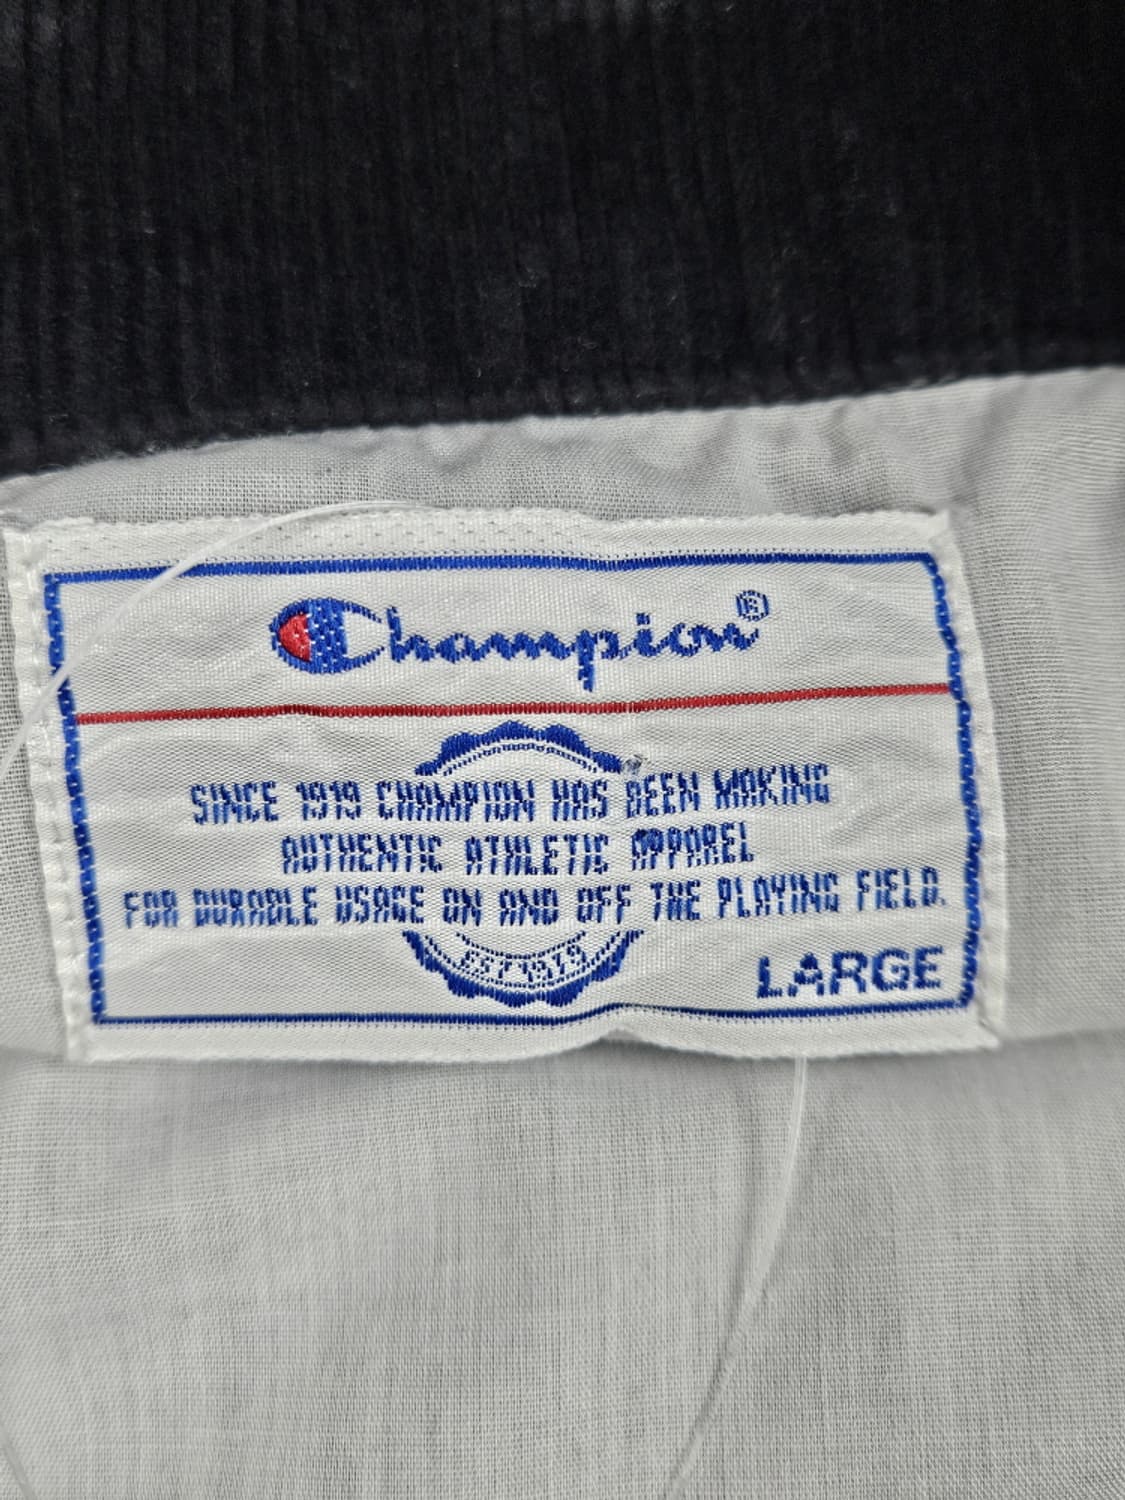 Champion®
SINCE 1919 CHAMPION HAS BEEN MAKING
AUTHENTIC ATHLETIC APPAREL
FOR DURABLE USAGE ON AND OFF THE PLAYING FIELD.
EST 1919
LARGE